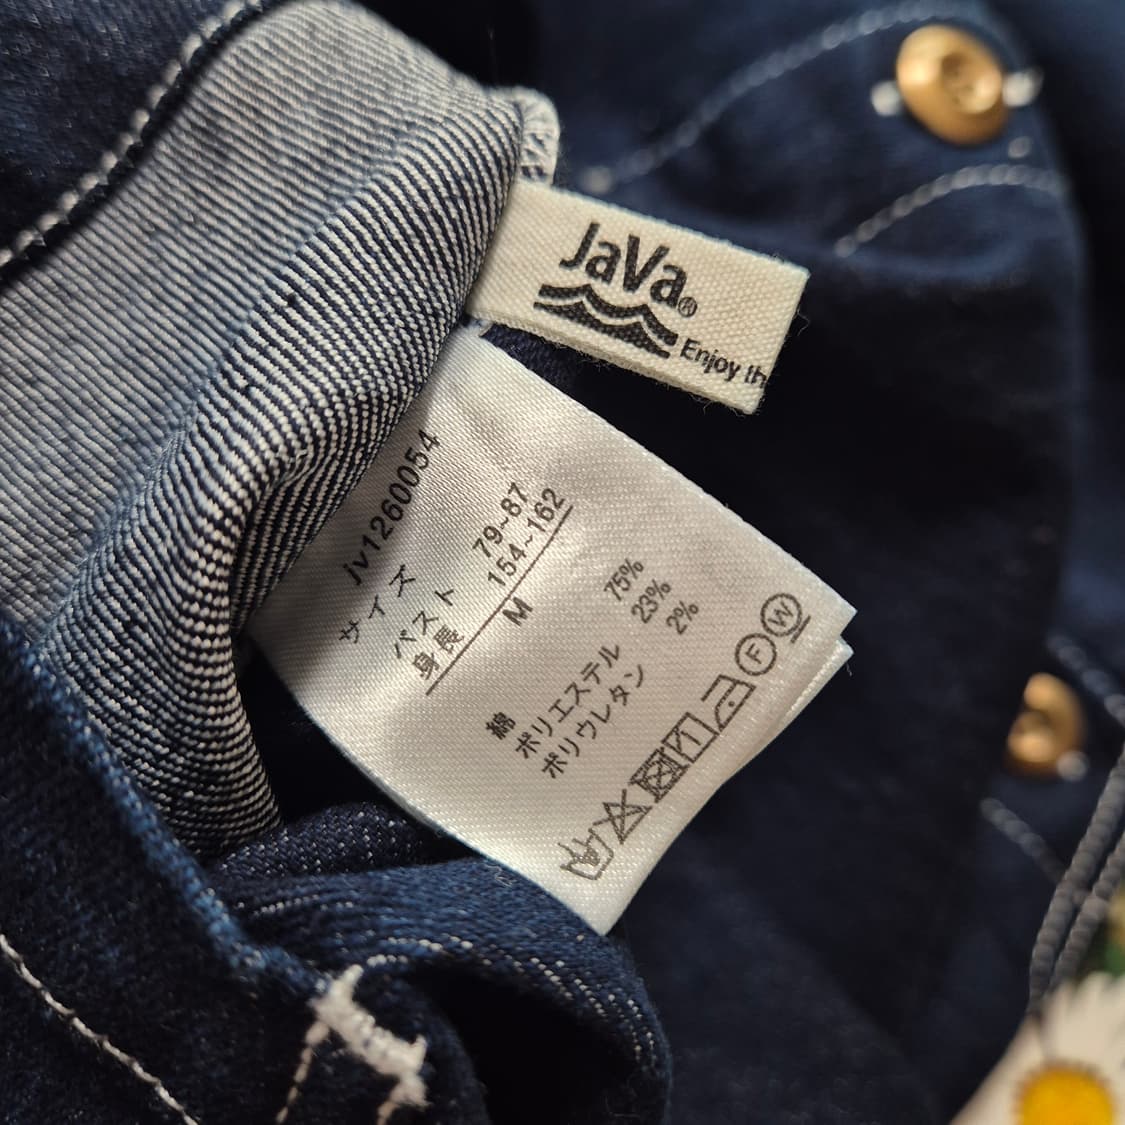 JaVa®
Enjoy th
jv1260054
サイズ
バスト 79~87
身長 154~162
M
綿 75%
ポリエステル 23%
ポリウレタン 2%
F W